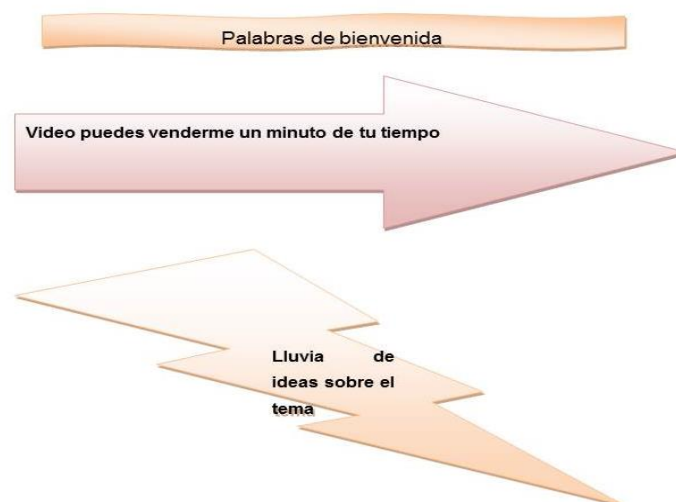 Palabras de bienvenida
Video puedes venderme un minuto de tu tiempo
Lluvia de
ideas sobre el
tema